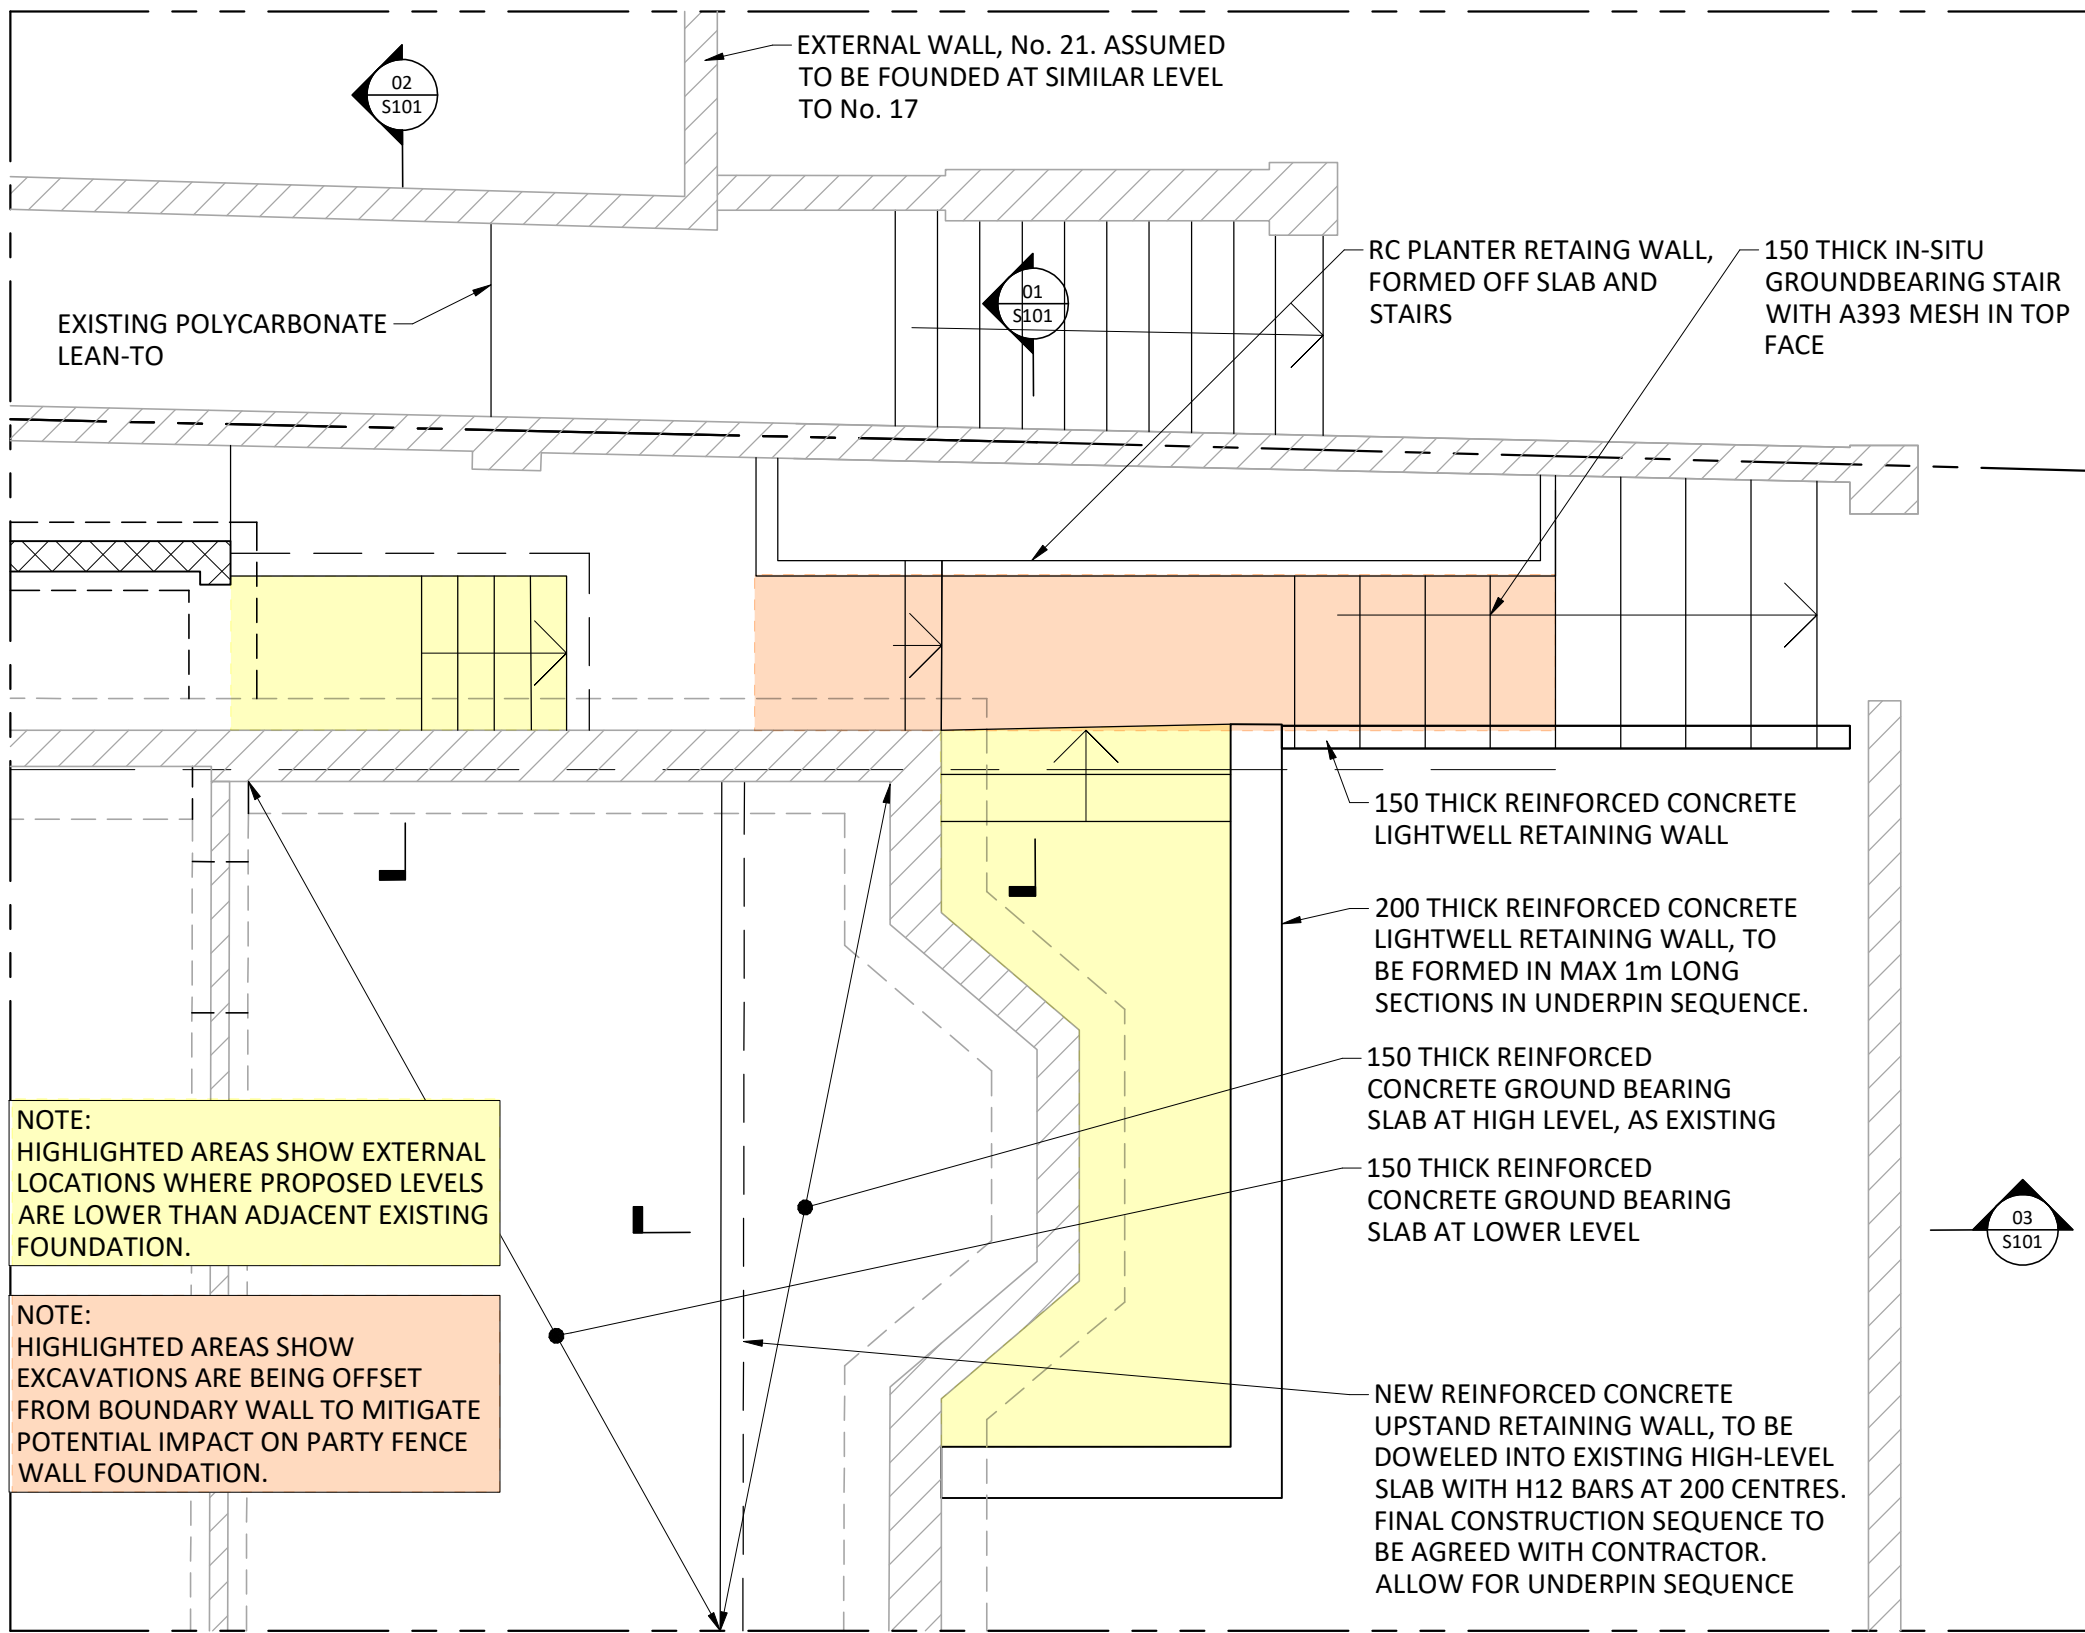 EXTERNAL WALL, No. 21. ASSUMED
TO BE FOUNDED AT SIMILAR LEVEL
TO No. 17
02
S101
RC PLANTER RETAING WALL,
FORMED OFF SLAB AND
STAIRS
150 THICK IN-SITU
GROUNDBEARING STAIR
WITH A393 MESH IN TOP
FACE
01
S101
EXISTING POLYCARBONATE
LEAN-TO
150 THICK REINFORCED CONCRETE
LIGHTWELL RETAINING WALL
200 THICK REINFORCED CONCRETE
LIGHTWELL RETAINING WALL, TO
BE FORMED IN MAX 1m LONG
SECTIONS IN UNDERPIN SEQUENCE.
150 THICK REINFORCED
CONCRETE GROUND BEARING
SLAB AT HIGH LEVEL, AS EXISTING
150 THICK REINFORCED
CONCRETE GROUND BEARING
SLAB AT LOWER LEVEL
03
S101
NOTE:
HIGHLIGHTED AREAS SHOW EXTERNAL
LOCATIONS WHERE PROPOSED LEVELS
ARE LOWER THAN ADJACENT EXISTING
FOUNDATION.
NOTE:
HIGHLIGHTED AREAS SHOW
EXCAVATIONS ARE BEING OFFSET
FROM BOUNDARY WALL TO MITIGATE
POTENTIAL IMPACT ON PARTY FENCE
WALL FOUNDATION.
NEW REINFORCED CONCRETE
UPSTAND RETAINING WALL, TO BE
DOWELED INTO EXISTING HIGH-LEVEL
SLAB WITH H12 BARS AT 200 CENTRES.
FINAL CONSTRUCTION SEQUENCE TO
BE AGREED WITH CONTRACTOR.
ALLOW FOR UNDERPIN SEQUENCE